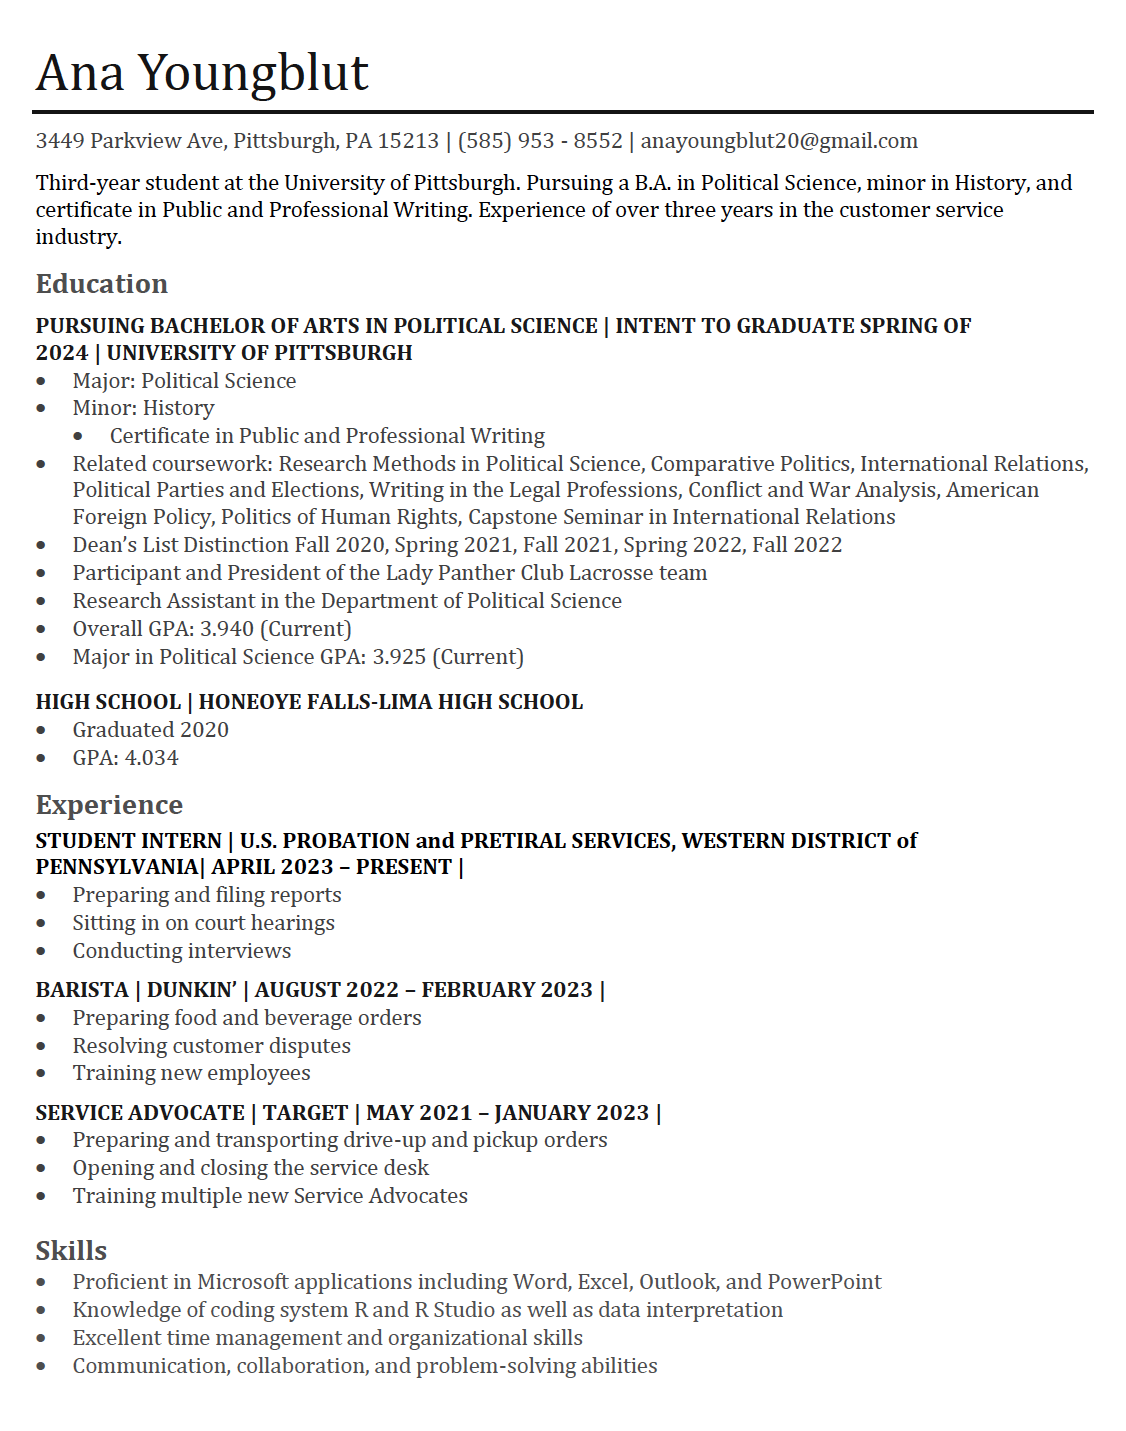 Ana Youngblut
3449 Parkview Ave, Pittsburgh, PA 15213 | (585) 953 - 8552 | anayoungblut20@gmail.com
Third-year student at the University of Pittsburgh. Pursuing a B.A. in Political Science, minor in History, and
certificate in Public and Professional Writing. Experience of over three years in the customer service
industry.
Education
PURSUING BACHELOR OF ARTS IN POLITICAL SCIENCE | INTENT TO GRADUATE SPRING OF
2024 | UNIVERSITY OF PITTSBURGH
• Major: Political Science
• Minor: History
• Certificate in Public and Professional Writing
• Related coursework: Research Methods in Political Science, Comparative Politics, International Relations,
Political Parties and Elections, Writing in the Legal Professions, Conflict and War Analysis, American
Foreign Policy, Politics of Human Rights, Capstone Seminar in International Relations
• Dean’s List Distinction Fall 2020, Spring 2021, Fall 2021, Spring 2022, Fall 2022
• Participant and President of the Lady Panther Club Lacrosse team
• Research Assistant in the Department of Political Science
• Overall GPA: 3.940 (Current)
• Major in Political Science GPA: 3.925 (Current)
HIGH SCHOOL | HONEOYE FALLS-LIMA HIGH SCHOOL
• Graduated 2020
• GPA: 4.034
Experience
STUDENT INTERN | U.S. PROBATION and PRETIRAL SERVICES, WESTERN DISTRICT of
PENNSYLVANIA| APRIL 2023 – PRESENT |
• Preparing and filing reports
• Sitting in on court hearings
• Conducting interviews
BARISTA | DUNKIN’ | AUGUST 2022 – FEBRUARY 2023 |
• Preparing food and beverage orders
• Resolving customer disputes
• Training new employees
SERVICE ADVOCATE | TARGET | MAY 2021 – JANUARY 2023 |
• Preparing and transporting drive-up and pickup orders
• Opening and closing the service desk
• Training multiple new Service Advocates
Skills
• Proficient in Microsoft applications including Word, Excel, Outlook, and PowerPoint
• Knowledge of coding system R and R Studio as well as data interpretation
• Excellent time management and organizational skills
• Communication, collaboration, and problem-solving abilities